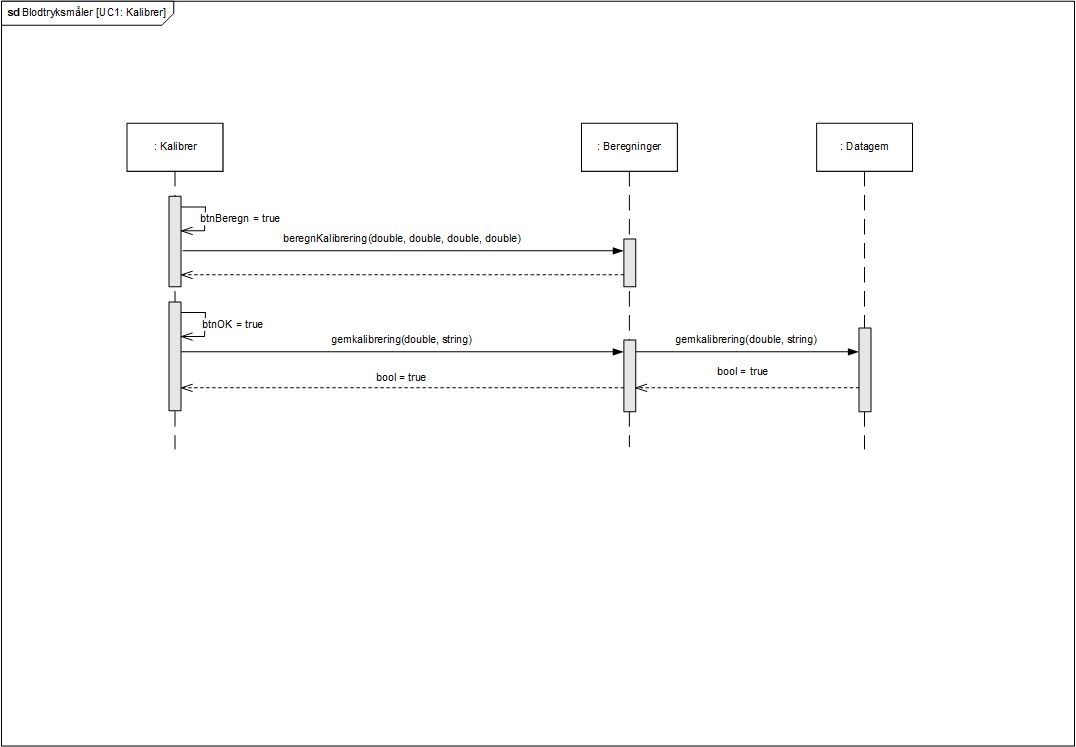 sd Blodtryksmåler [UC1: Kalibrer]
: Kalibrer
: Beregninger
: Datagem
btnBeregn = true
beregnKalibrering(double, double, double, double)
btnOK = true
gemkalibrering(double, string)
gemkalibrering(double, string)
bool = true
bool = true